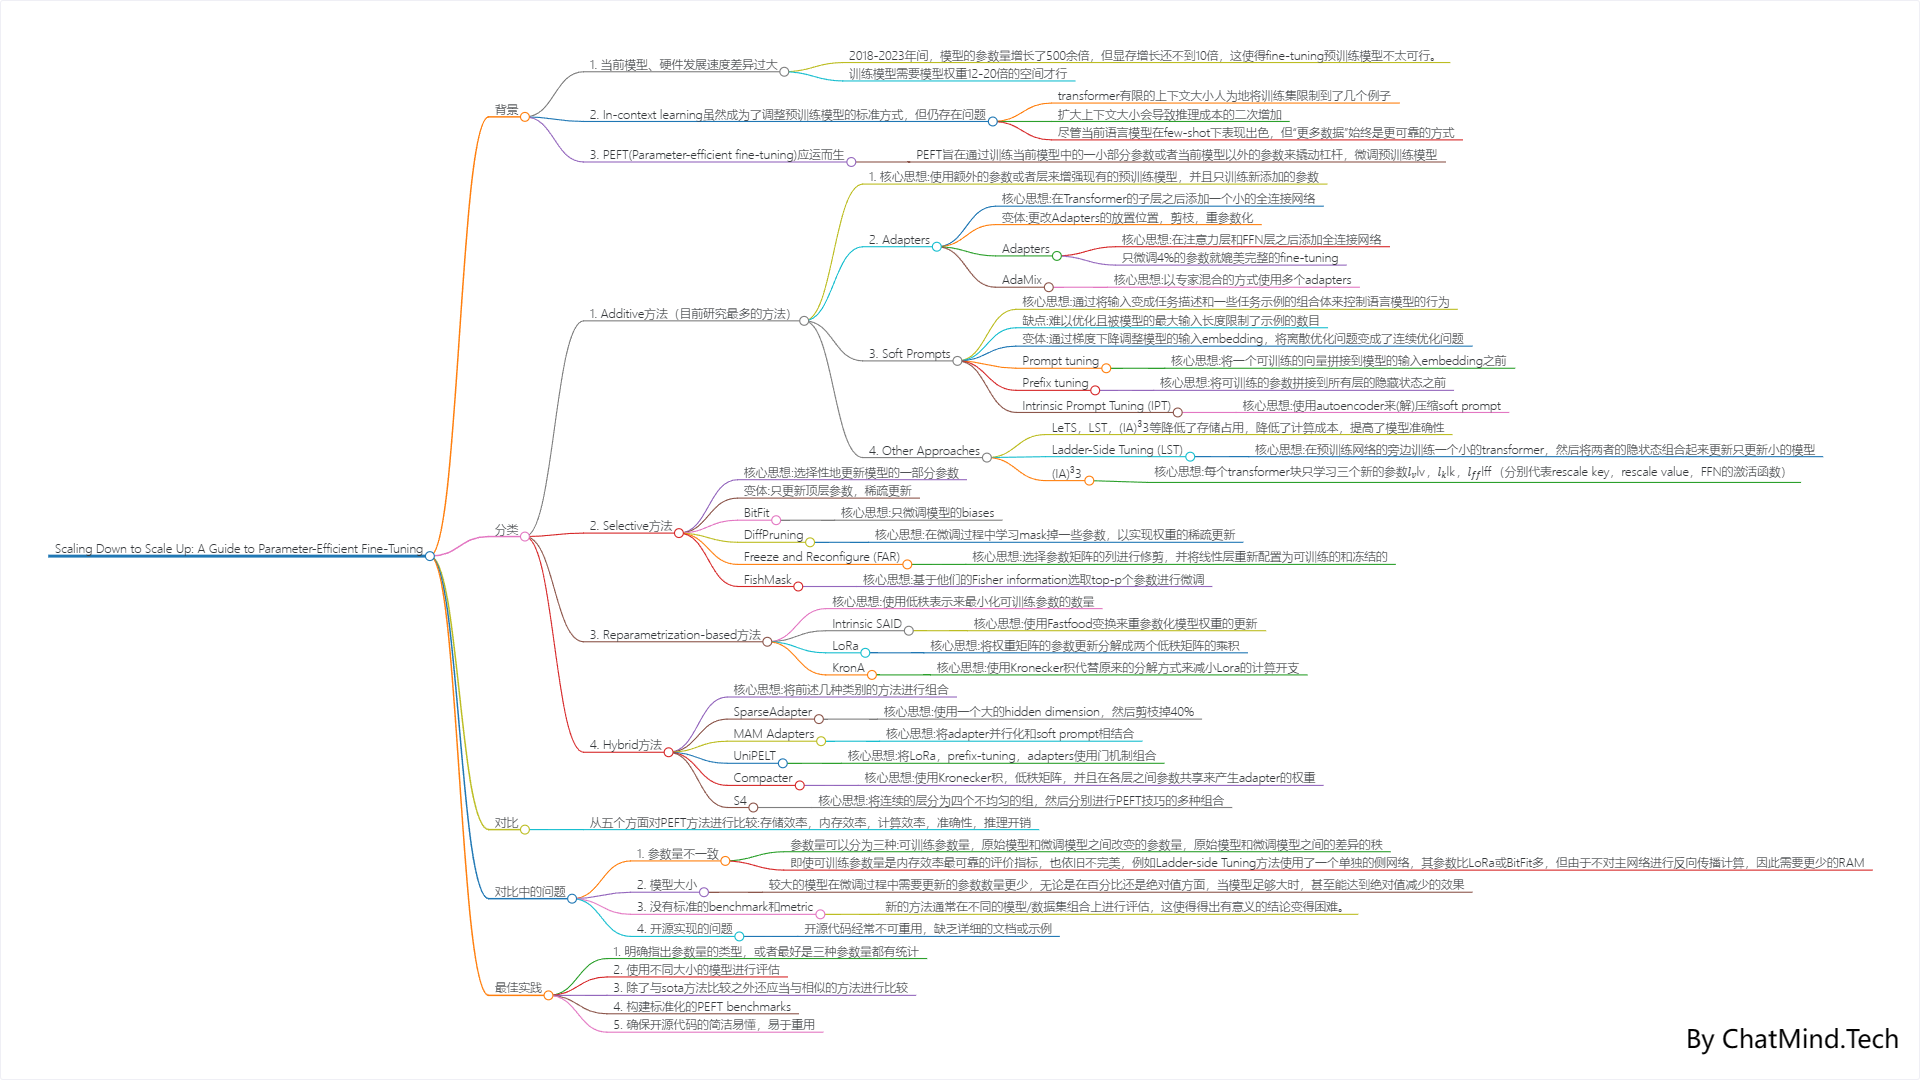 Scaling Down to Scale Up: A Guide to Parameter-Efficient Fine-Tuning
背景
1. 当前模型、硬件发展速度差异过大
2018-2023年间，模型的参数量增长了500余倍，但显存增长还不到10倍，这使得fine-tuning预训练模型不太可行。
训练模型需要模型权重12-20倍的空间才行
2. In-context learning虽然成为了调整预训练模型的标准方式，但仍存在问题
transformer有限的上下文大小人为地将训练集限制到了几个例子
扩大上下文大小会导致推理成本的二次增加
尽管当前语言模型在few-shot下表现出色，但“更多数据”始终是更可靠的方式
3. PEFT(Parameter-efficient fine-tuning)应运而生
PEFT旨在通过训练当前模型中的一小部分参数或者当前模型以外的参数来撬动杠杆，微调预训练模型
分类
1. Additive方法（目前研究最多的方法）
1. 核心思想:使用额外的参数或者层来增强现有的预训练模型，并且只训练新添加的参数
2. Adapters
核心思想:在Transformer的子层之后添加一个小的全连接网络
变体:更改Adapters的放置位置，剪枝，重参数化
Adapters
核心思想:在注意力层和FFN层之后添加全连接网络
只微调4%的参数就媲美完整的fine-tuning
AdaMix
核心思想:以专家混合的方式使用多个adapters
3. Soft Prompts
核心思想:通过将输入变成任务描述和一些任务示例的组合体来控制语言模型的行为
缺点:难以优化且被模型的最大输入长度限制了示例的数目
变体:通过梯度下降调整模型的输入embedding，将离散优化问题变成了连续优化问题
Prompt tuning
核心思想:将一个可训练的向量拼接到模型的输入embedding之前
Prefix tuning
核心思想:将可训练的参数拼接到所有层的隐藏状态之前
Intrinsic Prompt Tuning (IPT)
核心思想:使用autoencoder来(解)压缩soft prompt
4. Other Approaches
LeTS，LST，(IA)³3等降低了存储占用，降低了计算成本，提高了模型准确性
Ladder-Side Tuning (LST)
核心思想:在预训练网络的旁边训练一个小的transformer，然后将两者的隐状态组合起来更新只更新小的模型
(IA)³3
核心思想:每个transformer块只学习三个新的参数lᵥlv，lₖlk，l_ff lff（分别代表rescale key，rescale value，FFN的激活函数）
2. Selective方法
核心思想:选择性地更新模型的一部分参数
变体:只更新顶层参数，稀疏更新
BitFit
核心思想:只微调模型的biases
DiffPruning
核心思想:在微调过程中学习mask掉一些参数，以实现权重的稀疏更新
Freeze and Reconfigure (FAR)
核心思想:选择参数矩阵的列进行修剪，并将线性层重新配置为可训练的和冻结的
FishMask
核心思想:基于他们的Fisher information选取top-p个参数进行微调
3. Reparametrization-based方法
核心思想:使用低秩表示来最小化可训练参数的数量
Intrinsic SAID
核心思想:使用Fastfood变换来重参数化模型权重的更新
LoRa
核心思想:将权重矩阵的参数更新分解成两个低秩矩阵的乘积
KronA
核心思想:使用Kronecker积代替原来的分解方式来减小Lora的计算开支
4. Hybrid方法
核心思想:将前述几种类别的方法进行组合
SparseAdapter
核心思想:使用一个大的hidden dimension，然后剪枝掉40%
MAM Adapters
核心思想:将adapter并行化和soft prompt相结合
UniPELT
核心思想:将LoRa，prefix-tuning，adapters使用门机制组合
Compacter
核心思想:使用Kronecker积，低秩矩阵，并且在各层之间参数共享来产生adapter的权重
S4
核心思想:将连续的层分为四个不均匀的组，然后分别进行PEFT技巧的多种组合
对比
从五个方面对PEFT方法进行比较:存储效率，内存效率，计算效率，准确性，推理开销
对比中的问题
1. 参数量不一致
参数量可以分为三种:可训练参数量，原始模型和微调模型之间改变的参数量，原始模型和微调模型之间的差异的秩
即使可训练参数量是内存效率最可靠的评价指标，也依旧不完美，例如Ladder-side Tuning方法使用了一个单独的侧网络，其参数比LoRa或BitFit多，但由于不对主网络进行反向传播计算，因此需要更少的RAM
2. 模型大小
较大的模型在微调过程中需要更新的参数数量更少，无论是在百分比还是绝对值方面，当模型足够大时，甚至能达到绝对值减少的效果
3. 没有标准的benchmark和metric
新的方法通常在不同的模型/数据集组合上进行评估，这使得得出有意义的结论变得困难。
4. 开源实现的问题
开源代码经常不可重用，缺乏详细的文档或示例
最佳实践
1. 明确指出参数量的类型，或者最好是三种参数量都有统计
2. 使用不同大小的模型进行评估
3. 除了与sota方法比较之外还应当与相似的方法进行比较
4. 构建标准化的PEFT benchmarks
5. 确保开源代码的简洁易懂，易于重用
By ChatMind.Tech